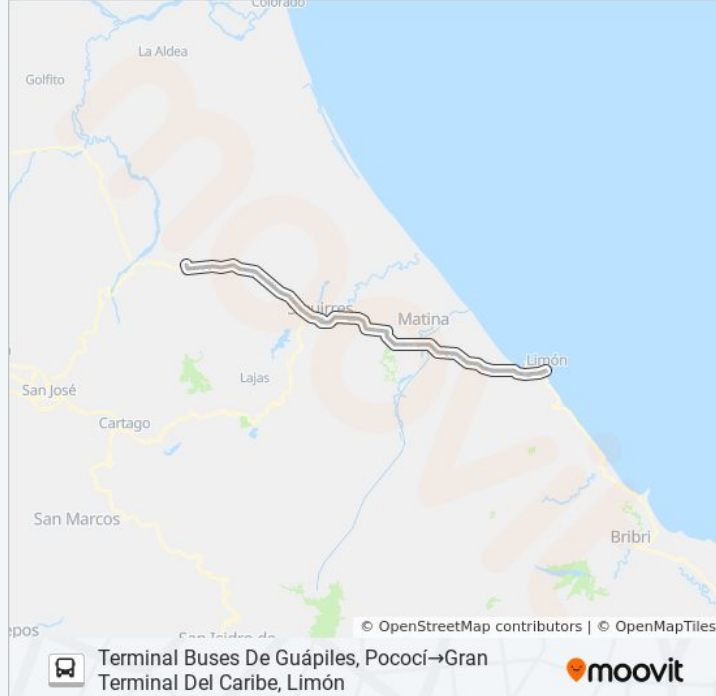 Colorado
La Aldea
Golfito
Matina
Limón
Lajas
San José
Cartago
San Marcos
Bribri
© OpenStreetMap contributors | © OpenMapTiles
Terminal Buses De Guápiles, Pococí→Gran
Terminal Del Caribe, Limón
moovit